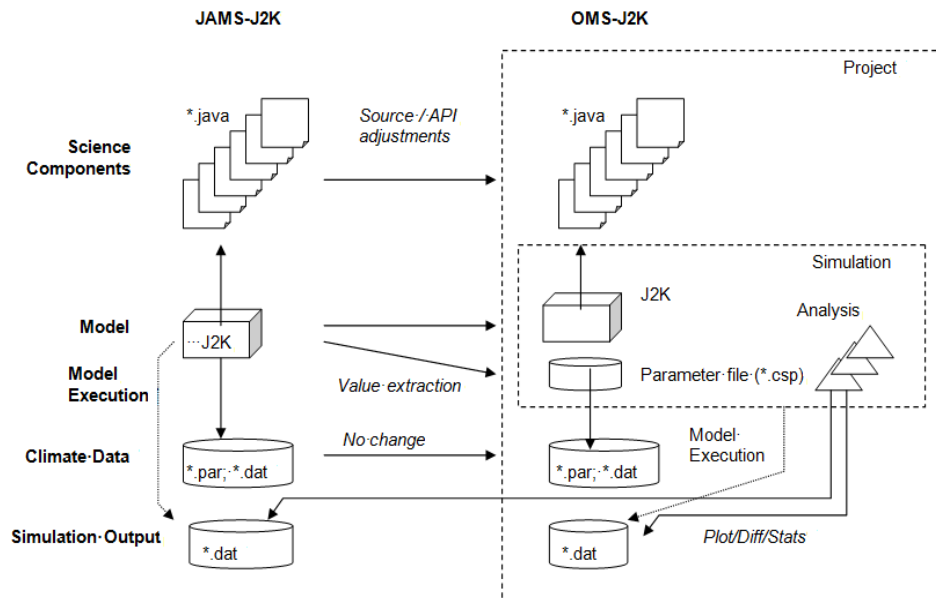 JAMS-J2K
OMS-J2K
Project
*.java
Source·/·API
adjustments
*.java
Science
Components
Simulation
J2K
Analysis
Model
···J2K
Model
Execution
Value·extraction
Parameter·file·(*.csp)
No·change
Model·
Execution
Climate·Data
*.par;·*.dat
*.par;·*.dat
Simulation·Output
*.dat
*.dat
Plot/Diff/Stats